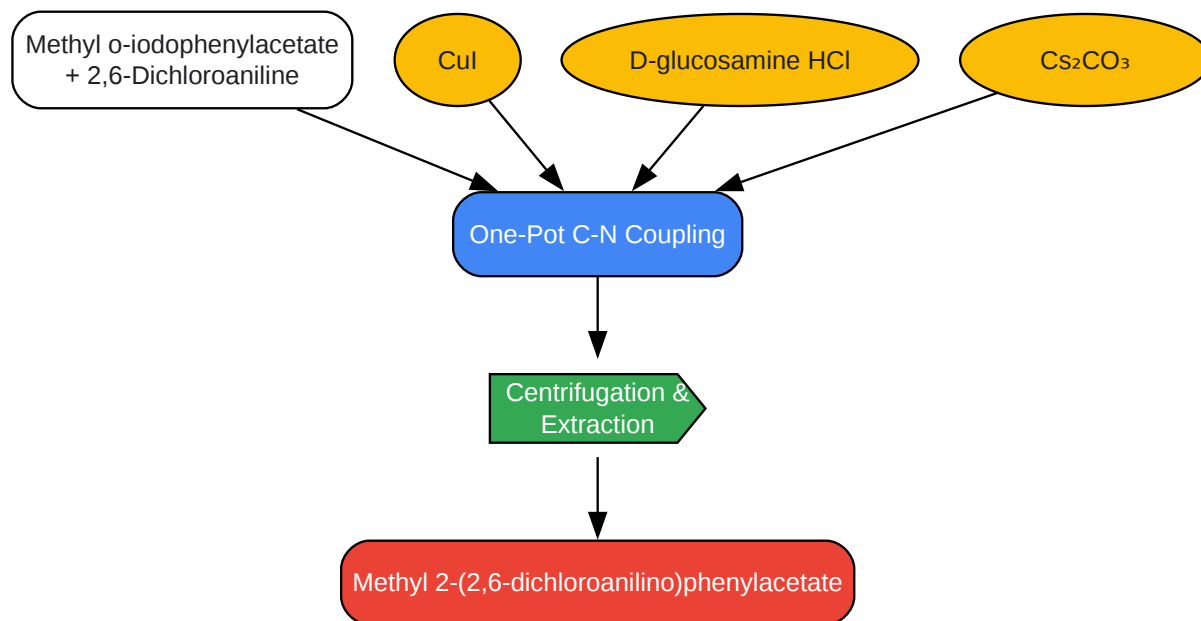 Methyl o-iodophenylacetate
+ 2,6-Dichloroaniline
CuI
D-glucosamine HCl
Cs₂CO₃
One-Pot C-N Coupling
Centrifugation &
Extraction
Methyl 2-(2,6-dichloroanilino)phenylacetate